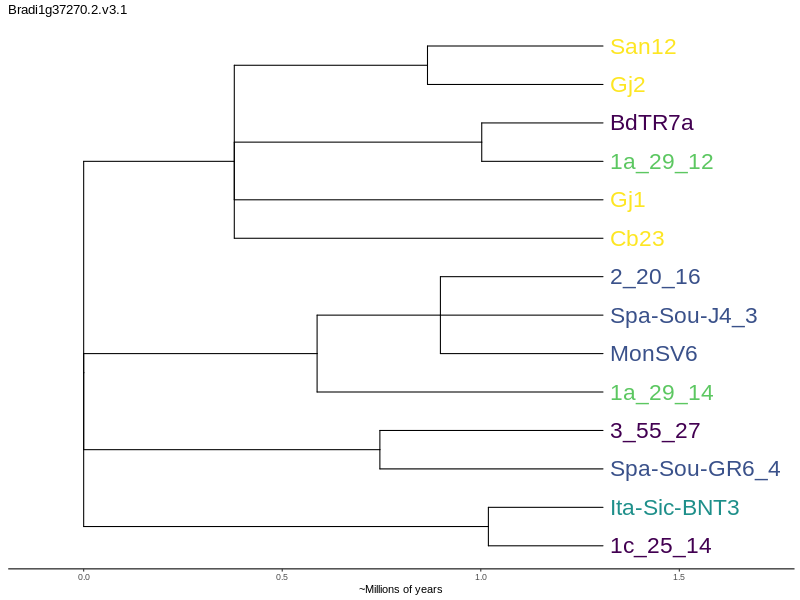 Bradi1g37270.2.v3.1
San12
Gj2
BdTR7a
1a_29_12
Gj1
Cb23
2_20_16
Spa-Sou-J4_3
MonSV6
1a_29_14
3_55_27
Spa-Sou-GR6_4
Ita-Sic-BNT3
1c_25_14
0.0 0.5 1.0 1.5
~Millions of years